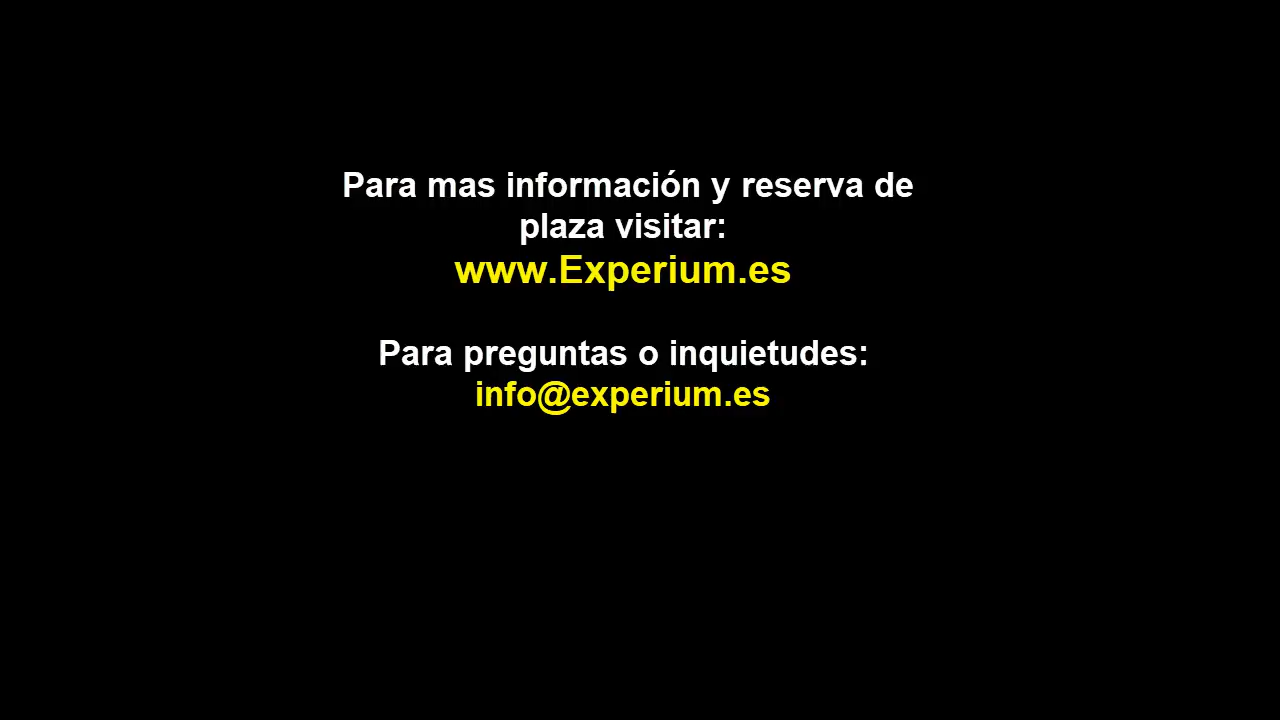 Para mas información y reserva de
plaza visitar:
www.Experium.es
Para preguntas o inquietudes:
info@experium.es